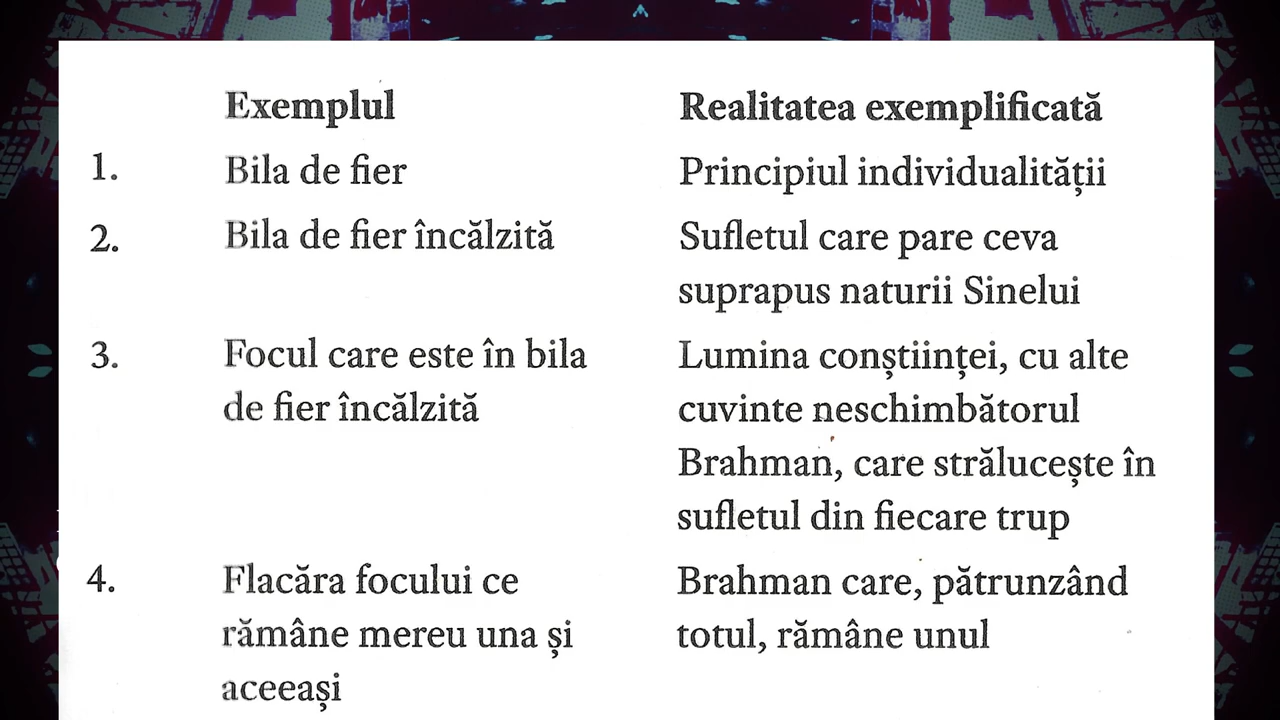 Exemplul Realitatea exemplificată
1. Bila de fier Principiul individualității
2. Bila de fier încălzită Sufletul care pare ceva
suprapus naturii Sinelui
3. Focul care este în bila Lumina conștiinței, cu alte
de fier încălzită cuvinte neschimbătorul
Brahman, care strălucește în
sufletul din fiecare trup
4. Flacăra focului ce Brahman care, pătrunzând
rămâne mereu una și totul, rămâne unul
aceeași